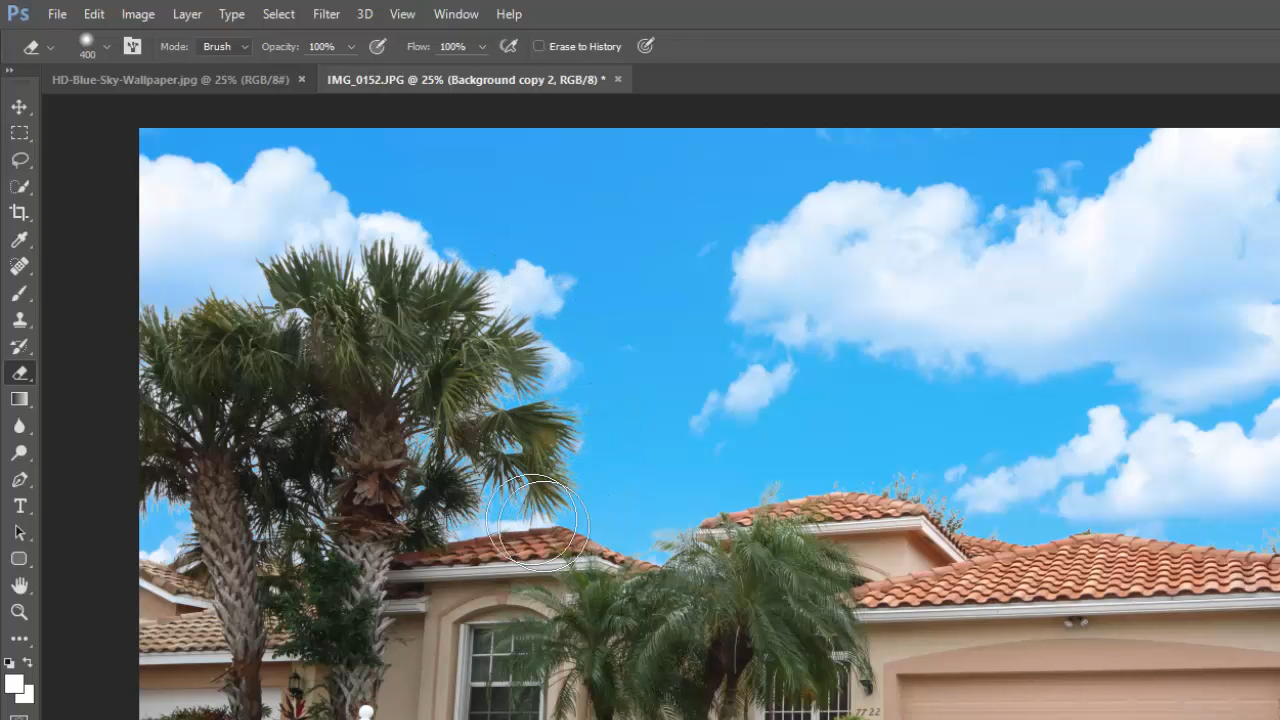 Ps File Edit Image Layer Type Select Filter 3D View Window Help
400 Mode: Brush Opacity: 100% Flow: 100% Erase to History
HD-Blue-Sky-Wallpaper.jpg @ 25% (RGB/8#) × IMG_0152.JPG @ 25% (Background copy 2, RGB/8) * ×
T
7722